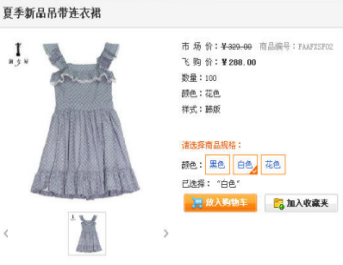 夏季新品吊带连衣裙
市 场 价：¥329.00 商品编号：FAAFZSF02
飞 购 价：¥288.00
数量：100
颜色：花色
样式：韩版
请选择商品规格：
颜色： 黑色 白色 花色
已选择：“白色”
放入购物车 加入收藏夹